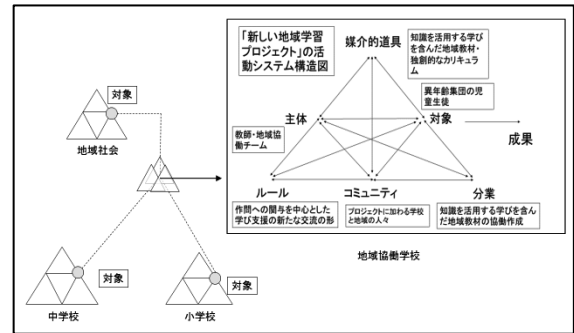 「新しい地域学習
プロジェクト」の活
動システム構造図
媒介的道具
知識を活用する学び
を含んだ地域教材・
独創的なカリキュラ
ム
異年齢集団の児
童生徒
主体
対象
成果
教師・地域協
働チーム
ルール
コミュニティ
分業
作問への関与を中心とした
学び支援の新たな交流の形
プロジェクトに加わる学校
と地域の人々
知識を活用する学びを含ん
だ地域教材の協働作成
地域協働学校
対象
地域社会
対象
中学校
対象
小学校